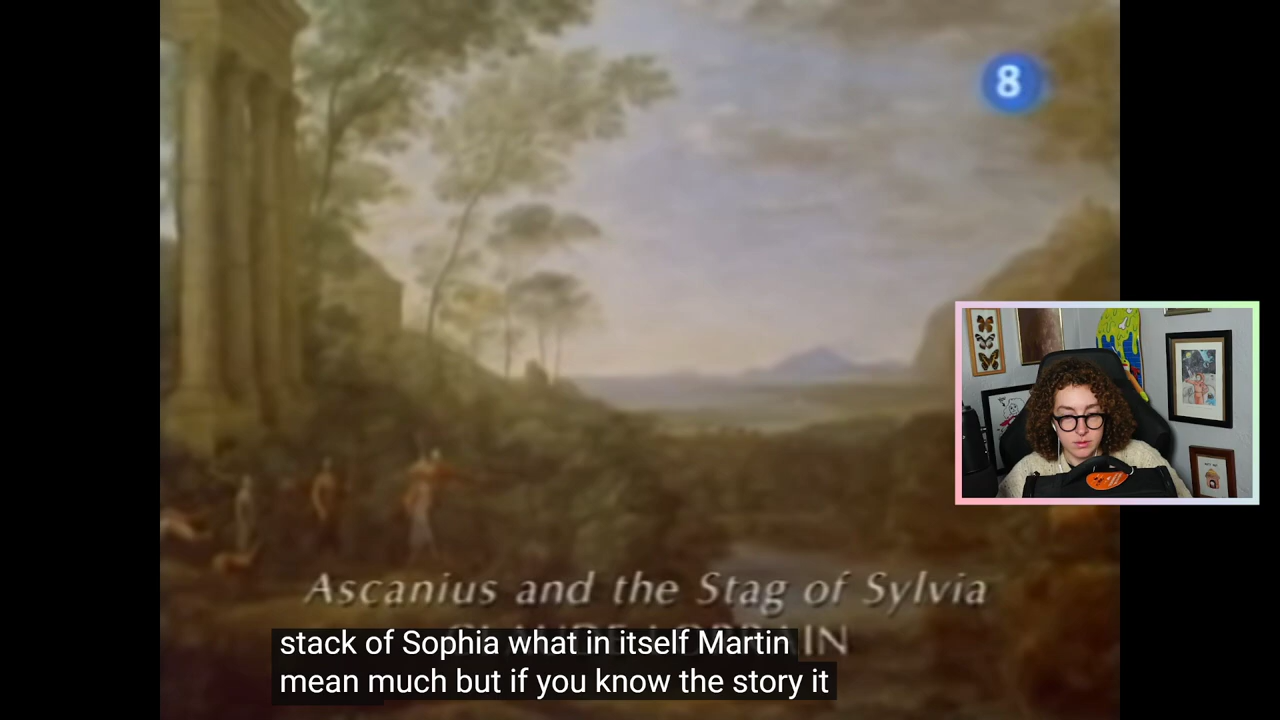 8
Ascanius and the Stag of Sylvia
stack of Sophia what in itself Martin
mean much but if you know the story it